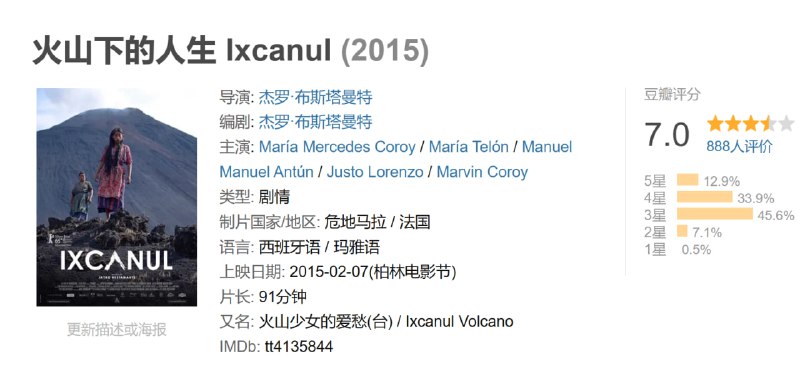 火山下的人生 Ixcanul (2015)
IXCANUL
更新描述或海报
导演: 杰罗·布斯塔曼特
编剧: 杰罗·布斯塔曼特
主演: María Mercedes Coroy / María Telón / Manuel
Manuel Antún / Justo Lorenzo / Marvin Coroy
类型: 剧情
制片国家/地区: 危地马拉 / 法国
语言: 西班牙语 / 玛雅语
上映日期: 2015-02-07(柏林电影节)
片长: 91分钟
又名: 火山少女的爱愁(台) / Ixcanul Volcano
IMDb: tt4135844
豆瓣评分
7.0
888人评价
5星 12.9%
4星 33.9%
3星 45.6%
2星 7.1%
1星 0.5%